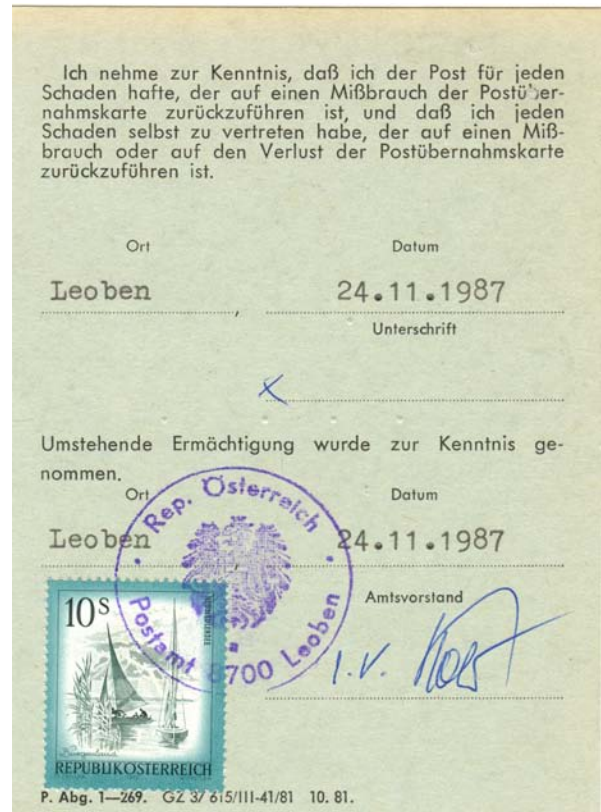 Ich nehme zur Kenntnis, daß ich der Post für jeden
Schaden hafte, der auf einen Mißbrauch der Postüber-
nahmskarte zurückzuführen ist, und daß ich jeden
Schaden selbst zu vertreten habe, der auf einen Miß-
brauch oder auf den Verlust der Postübernahmskarte
zurückzuführen ist.
Ort Datum
Leoben, 24.11.1987
Unterschrift
x
Umstehende Ermächtigung wurde zur Kenntnis ge-
nommen.
Ort Datum
Leoben, 24.11.1987
Rep. Österreich
Postamt 8700 Leoben
Amtsvorstand
I.V.
10 S
REPUBLIK ÖSTERREICH
P. Abg. 1—269. GZ 37 615/III-41/81 10. 81.